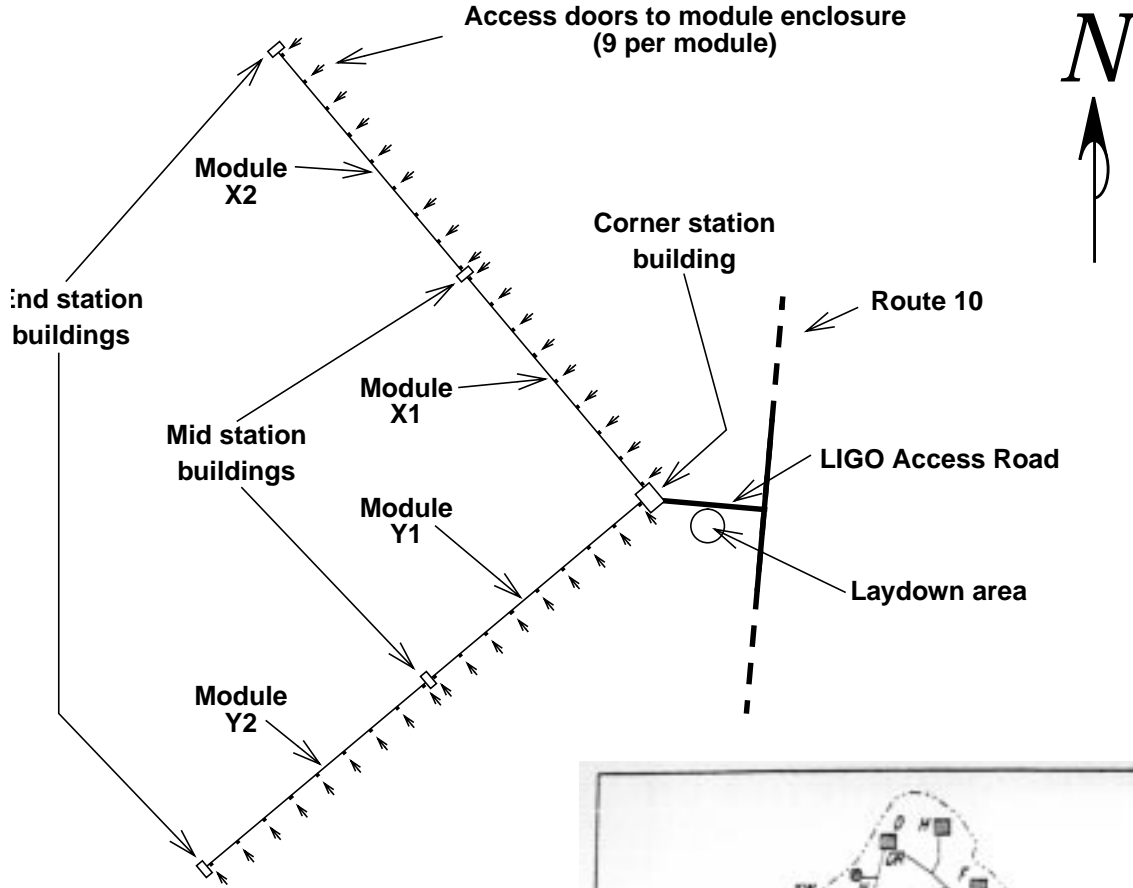 Access doors to module enclosure
(9 per module)
N
Module
X2
Corner station
building
End station
buildings
Route 10
Module
X1
Mid station
buildings
LIGO Access Road
Module
Y1
Laydown area
Module
Y2
D
H
F